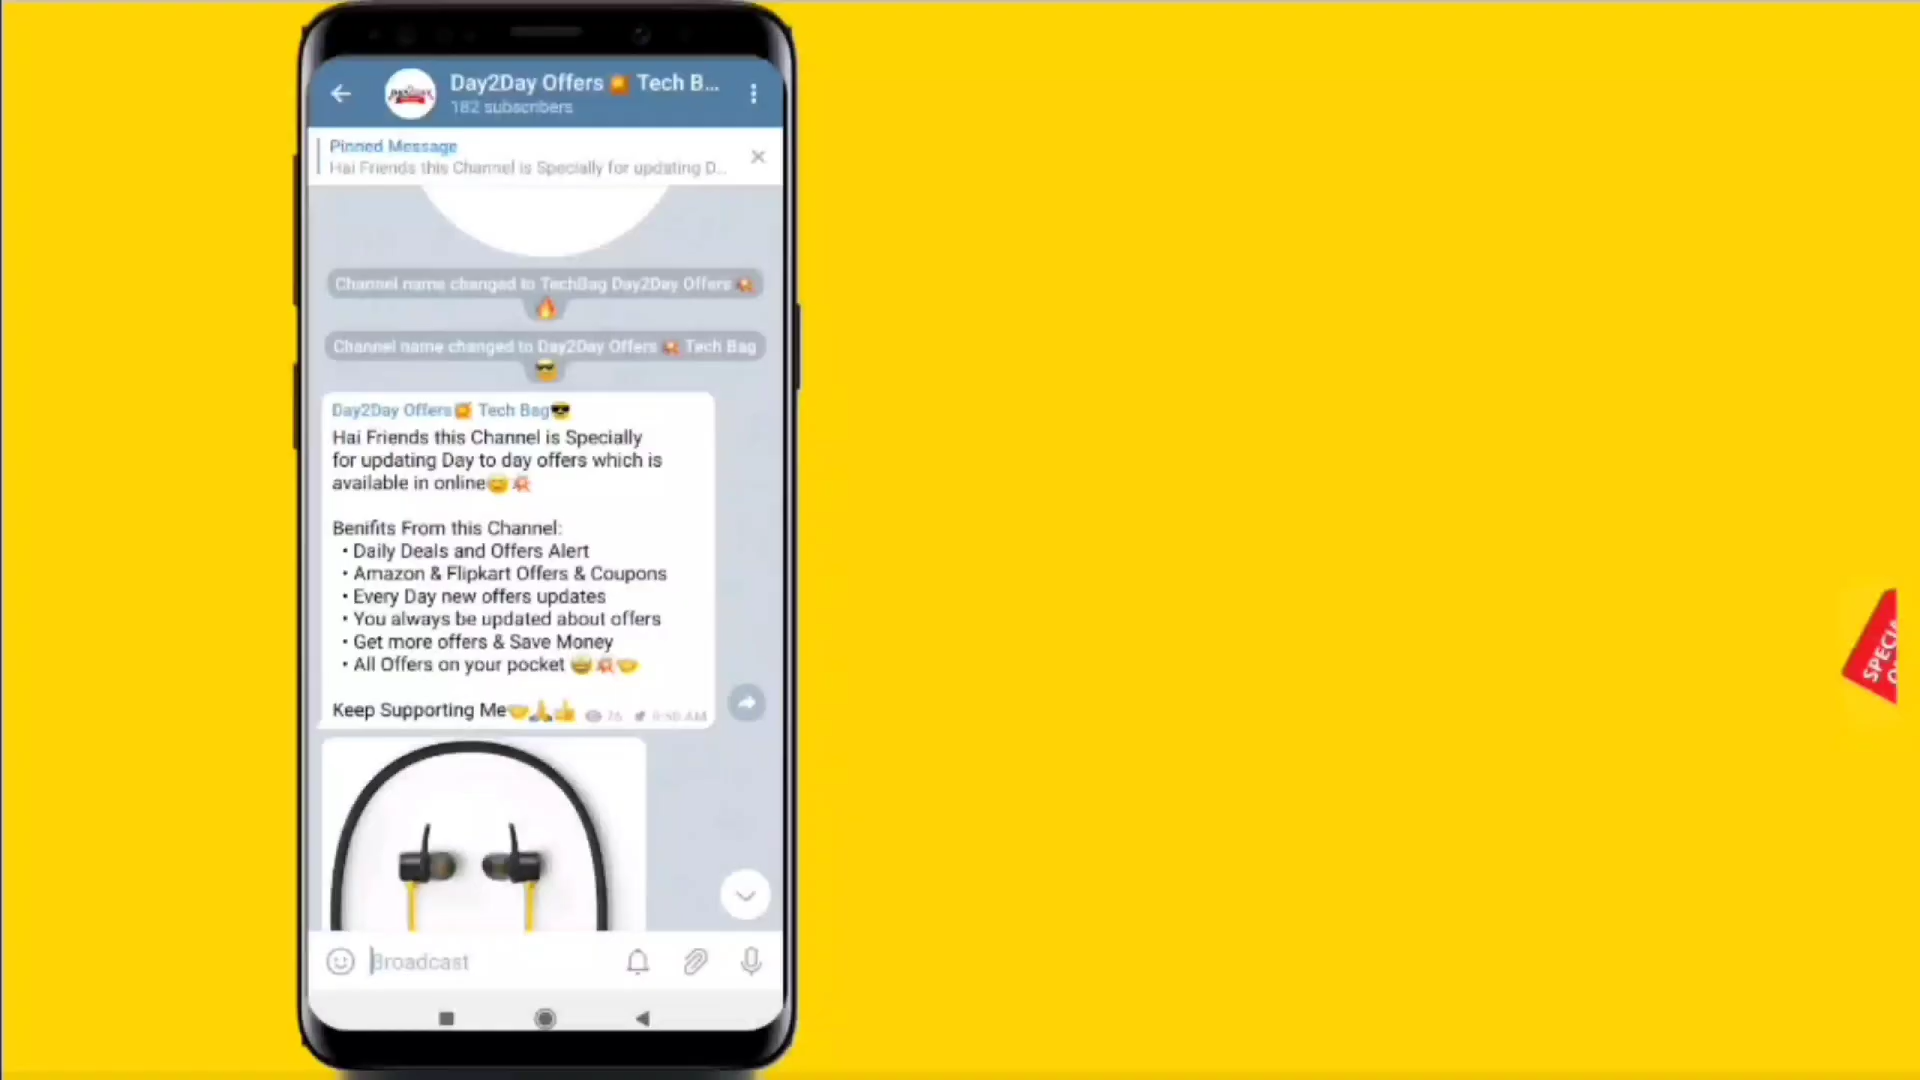 Day2Day Offers💥 Tech B...
182 subscribers
Pinned Message
Hai Friends this Channel is Specially for updating D...
Channel name changed to TechBag Day2Day Offers 💥
🔥
Channel name changed to Day2Day Offers 💥 Tech Bag
😎
Day2Day Offers💥 Tech Bag😎
Hai Friends this Channel is Specially
for updating Day to day offers which is
available in online😅💥
Benifits From this Channel:
• Daily Deals and Offers Alert
• Amazon & Flipkart Offers & Coupons
• Every Day new offers updates
• You always be updated about offers
• Get more offers & Save Money
• All Offers on your pocket 😅💥🤝
Keep Supporting Me🤝🙏👍 76 9:50 AM
Broadcast